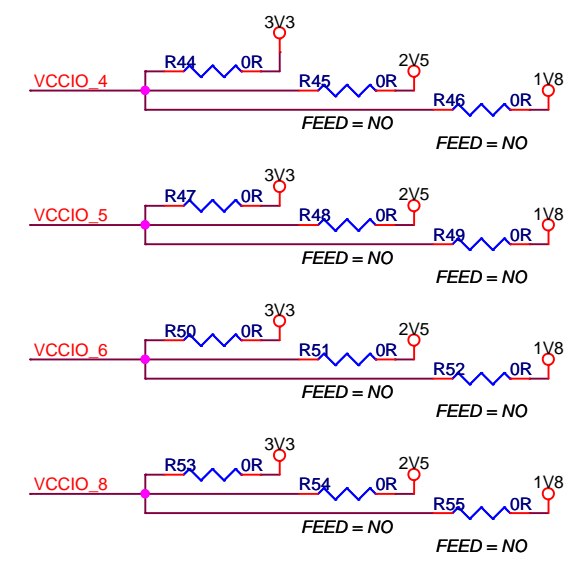 3V3
R44 0R 2V5
VCCIO_4 R45 0R 1V8
R46 0R
FEED = NO
FEED = NO
3V3
R47 0R 2V5
VCCIO_5 R48 0R 1V8
R49 0R
FEED = NO
FEED = NO
3V3
R50 0R 2V5
VCCIO_6 R51 0R 1V8
R52 0R
FEED = NO
FEED = NO
3V3
R53 0R 2V5
VCCIO_8 R54 0R 1V8
R55 0R
FEED = NO
FEED = NO